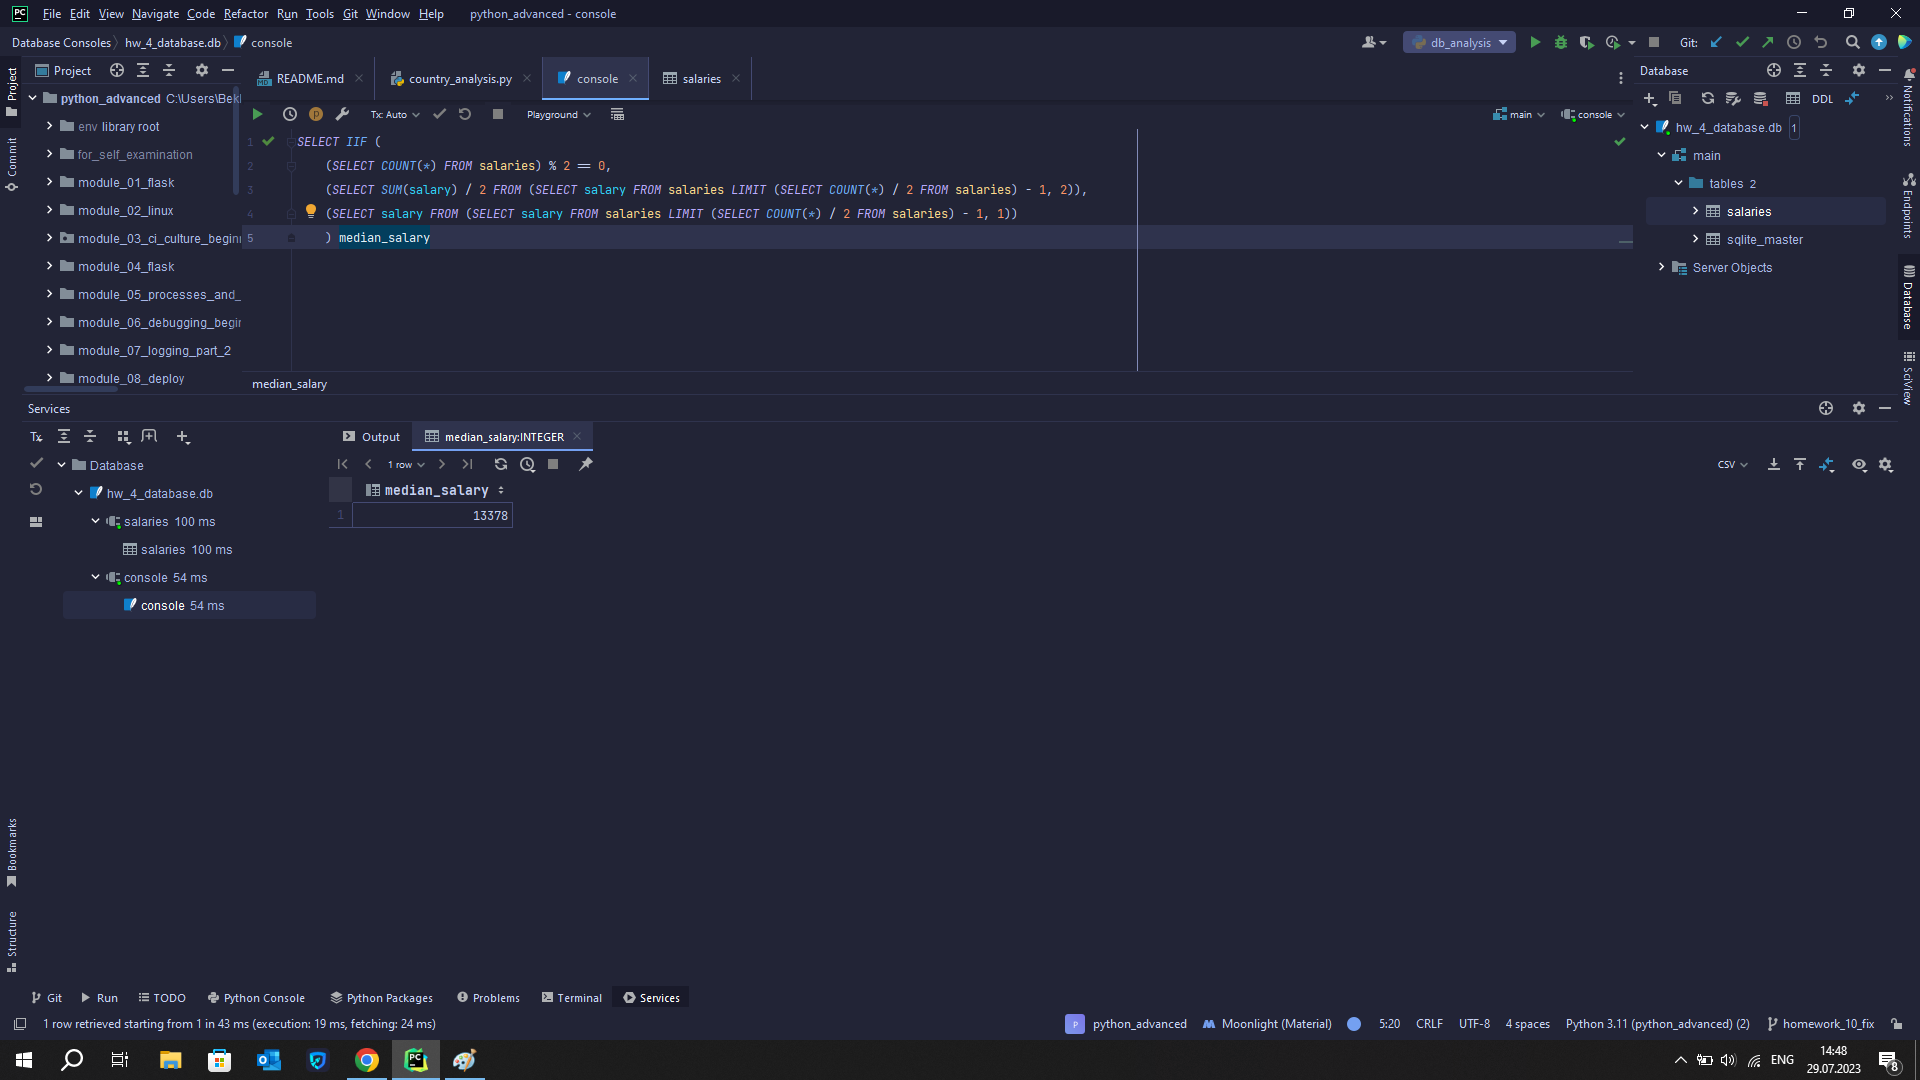 PC File Edit View Navigate Code Refactor Run Tools Git Window Help python_advanced - console
Database Consoles hw_4_database.db console
db_analysis Git:
Project
README.md country_analysis.py console salaries
Database
python_advanced C:\Users\Bek
env library root
for_self_examination
module_01_flask
module_02_linux
module_03_ci_culture_begin
module_04_flask
module_05_processes_and_
module_06_debugging_begi
module_07_logging_part_2
module_08_deploy
Tx: Auto Playground main console
1 SELECT IIF (
2 (SELECT COUNT(*) FROM salaries) % 2 == 0,
3 (SELECT SUM(salary) / 2 FROM (SELECT salary FROM salaries LIMIT (SELECT COUNT(*) / 2 FROM salaries) - 1, 2)),
4 (SELECT salary FROM (SELECT salary FROM salaries LIMIT (SELECT COUNT(*) / 2 FROM salaries) - 1, 1))
5 ) median_salary
median_salary
DDL
hw_4_database.db 1
main
tables 2
salaries
sqlite_master
Server Objects
Project
Commit
Bookmarks
Structure
Notifications
Endpoints
Database
SciView
Services
Tx
Database
hw_4_database.db
salaries 100 ms
salaries 100 ms
console 54 ms
console 54 ms
Output median_salary:INTEGER
1 row CSV
median_salary
1 13378
Git Run TODO Python Console Python Packages Problems Terminal Services
1 row retrieved starting from 1 in 43 ms (execution: 19 ms, fetching: 24 ms)
P python_advanced Moonlight (Material) 5:20 CRLF UTF-8 4 spaces Python 3.11 (python_advanced) (2) homework_10_fix
PC
ENG
14:48
29.07.2023
8